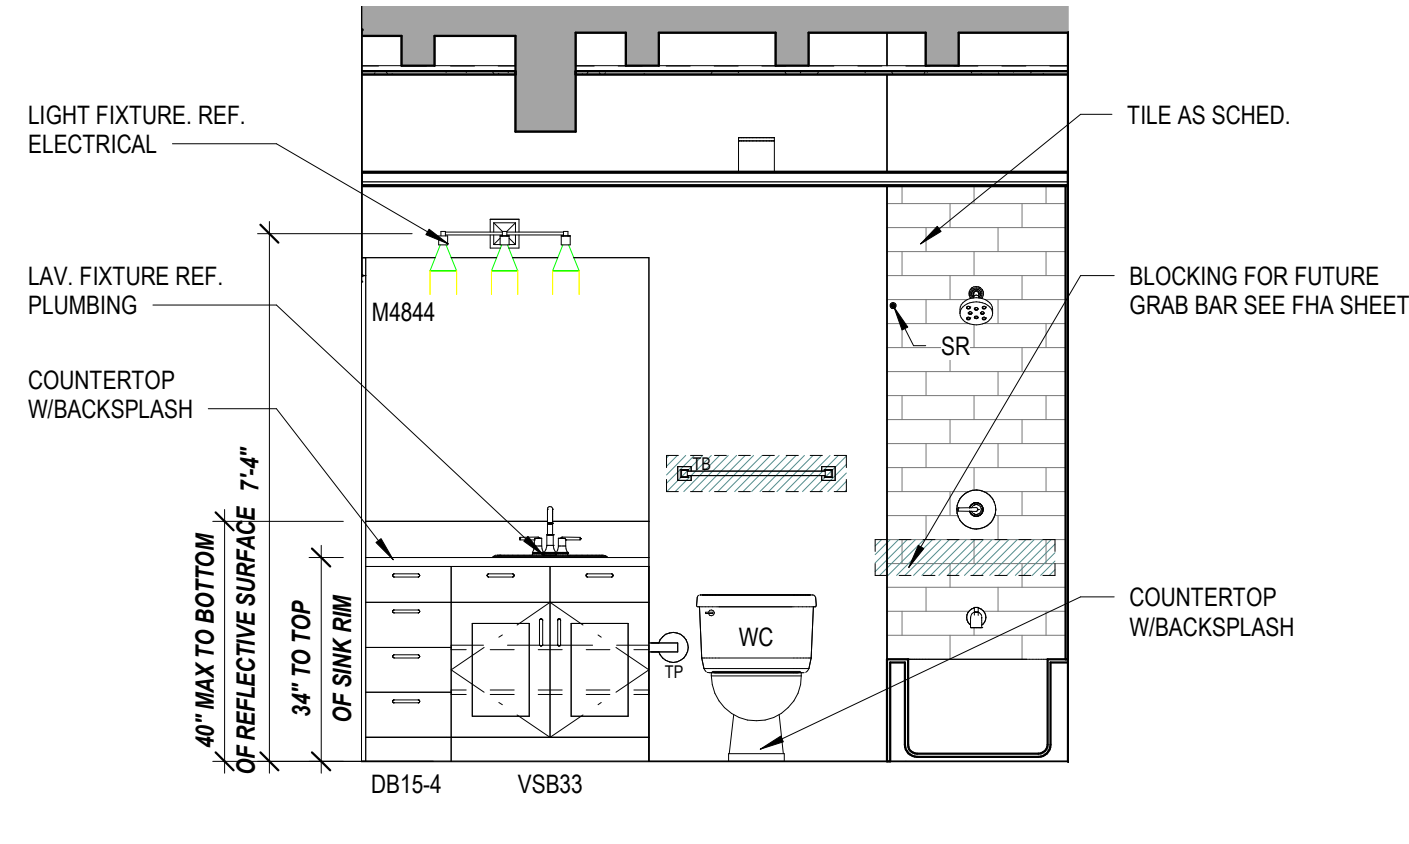 LIGHT FIXTURE. REF.
ELECTRICAL
LAV. FIXTURE REF.
PLUMBING
COUNTERTOP
W/BACKSPLASH
40" MAX TO BOTTOM
OF REFLECTIVE SURFACE
7'-4"
34" TO TOP
OF SINK RIM
M4844
TB
WC
TP
DB15-4
VSB33
TILE AS SCHED.
BLOCKING FOR FUTURE
GRAB BAR SEE FHA SHEET
SR
COUNTERTOP
W/BACKSPLASH